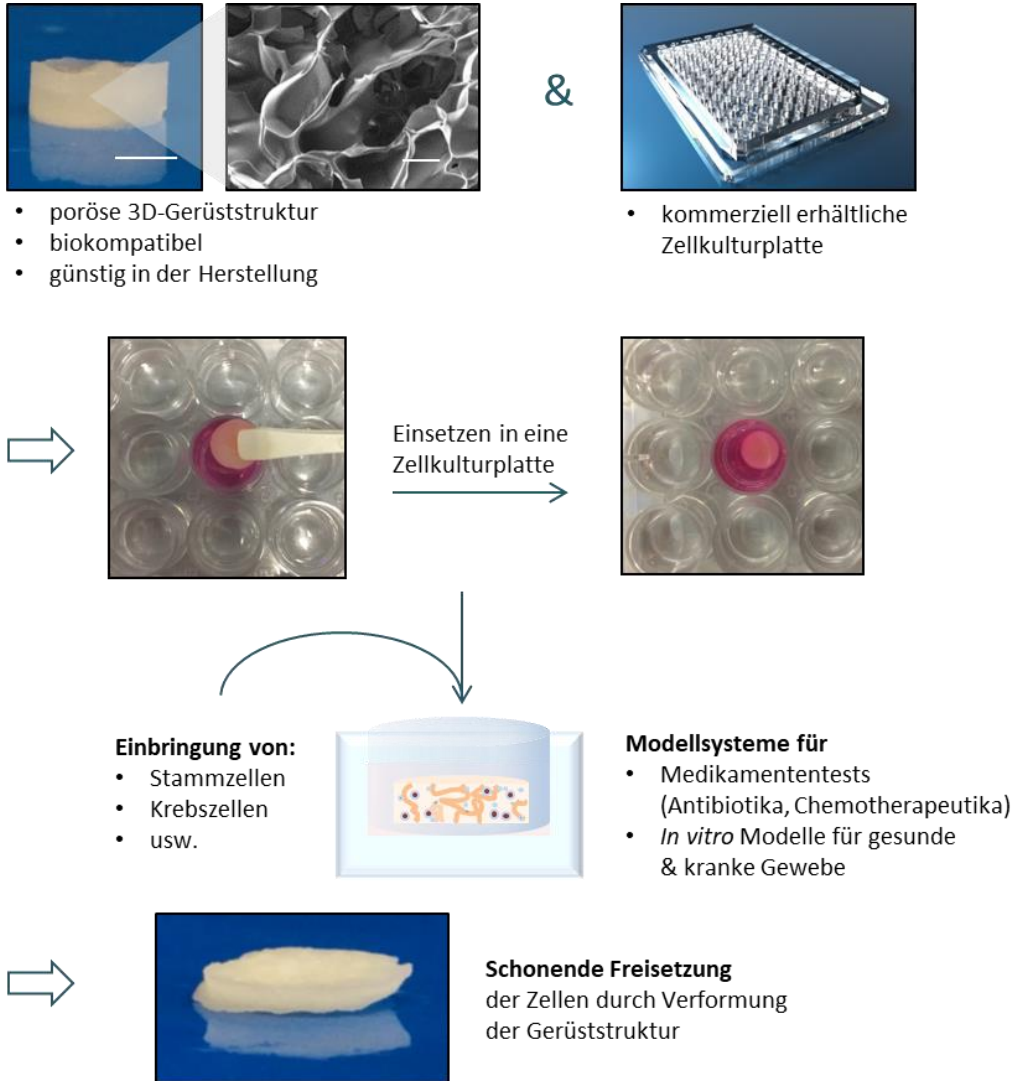 &
• poröse 3D-Gerüststruktur
• biokompatibel
• günstig in der Herstellung
• kommerziell erhältliche
Zellkulturplatte
Einsetzen in eine
Zellkulturplatte
Einbringung von:
• Stammzellen
• Krebszellen
• usw.
Modellsysteme für
• Medikamententests
(Antibiotika, Chemotherapeutika)
• In vitro Modelle für gesunde
& kranke Gewebe
Schonende Freisetzung
der Zellen durch Verformung
der Gerüststruktur